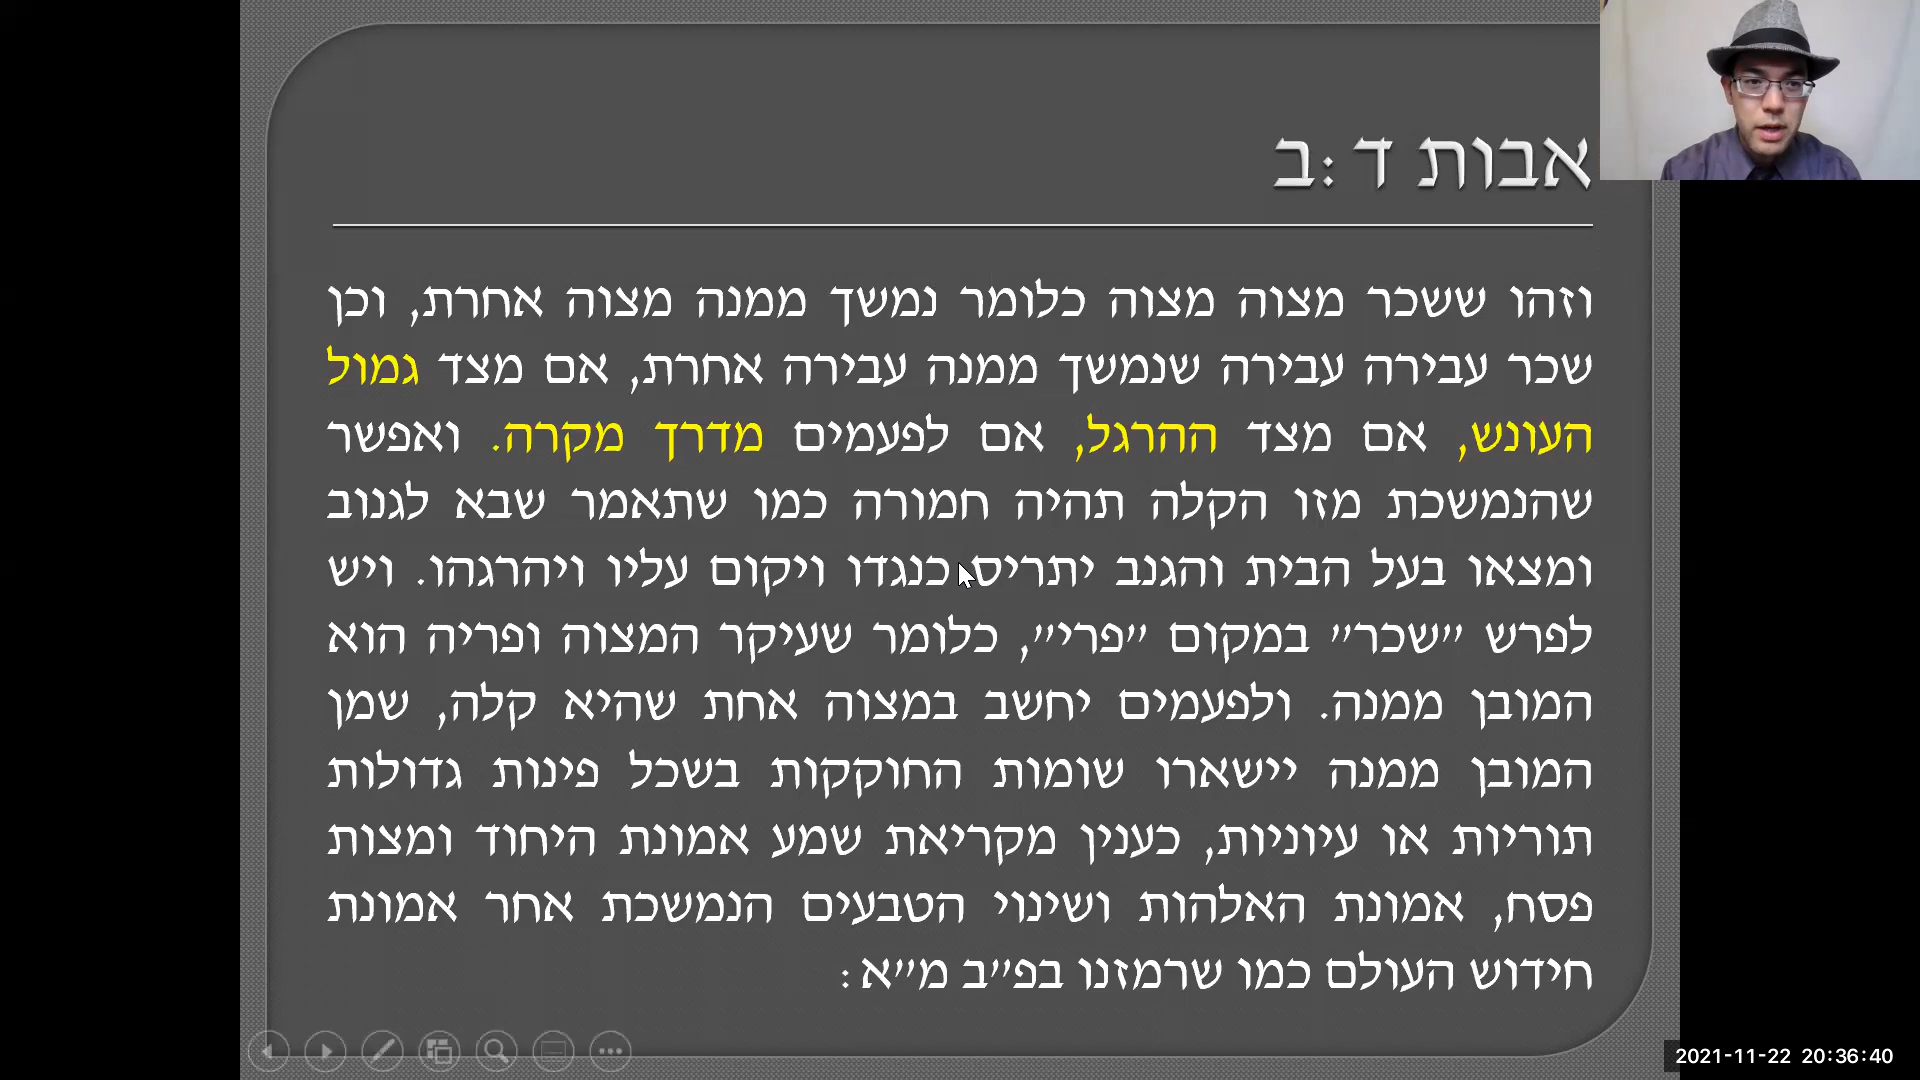 אבות ד:ב
וזהו ששכר מצוה מצוה כלומר נמשך ממנה מצוה אחרת, וכן
שכר עבירה עבירה שנמשך ממנה עבירה אחרת, אם מצד גמול
העונש, אם מצד ההרגל, אם לפעמים מדרך מקרה. ואפשר
שהנמשכת מזו הקלה תהיה חמורה כמו שתאמר שבא לגנוב
ומצאו בעל הבית והגנב יתריס כנגדו ויקום עליו ויהרגהו. ויש
לפרש ״שכר״ במקום ״פרי״, כלומר שעיקר המצוה ופריה הוא
המובן ממנה. ולפעמים יחשב במצוה אחת שהיא קלה, שמן
המובן ממנה יישארו שומות החוקקות בשכל פינות גדולות
תוריות או עיוניות, כענין מקריאת שמע אמונת היחוד ומצות
פסח, אמונת האלהות ושינוי הטבעים הנמשכת אחר אמונת
חידוש העולם כמו שרמזנו בפ״ב מ״א:
2021-11-22 20:36:40